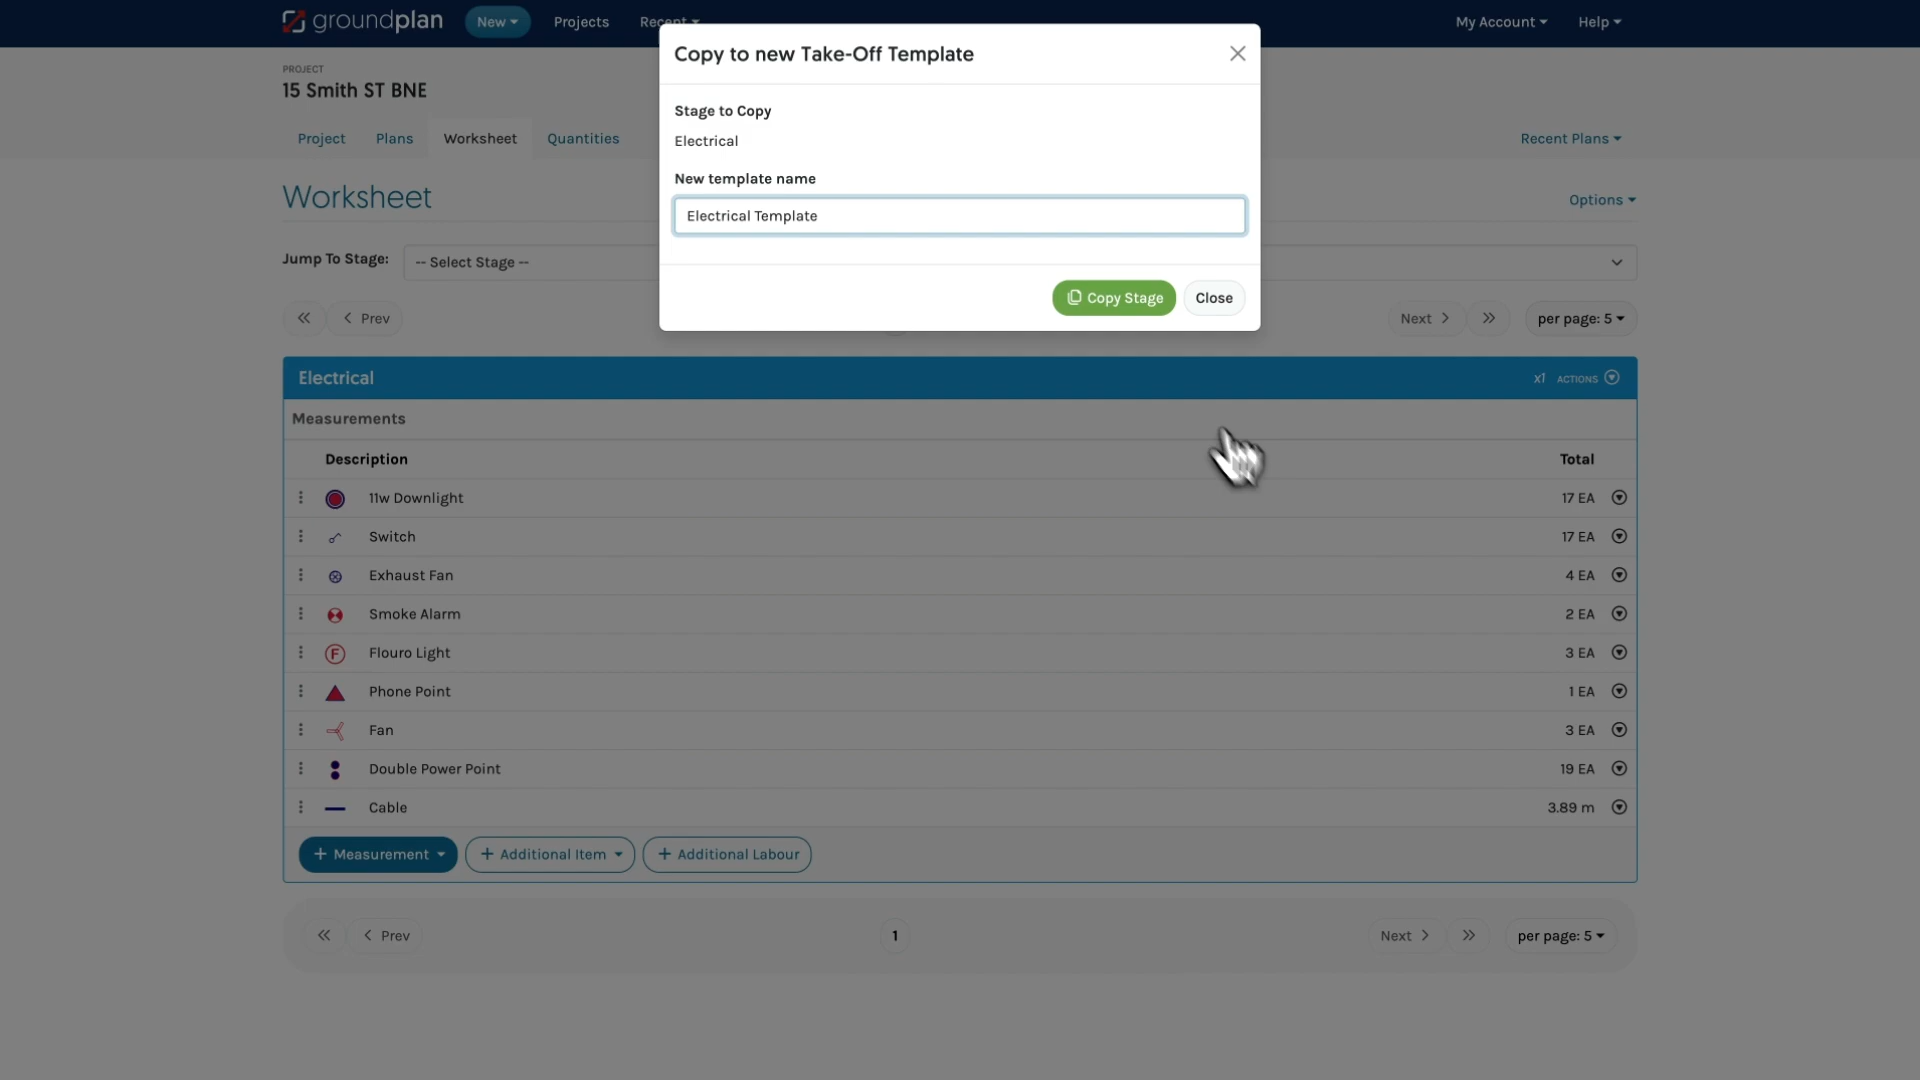 groundplan New Projects Recent My Account Help
Copy to new Take-Off Template
PROJECT
15 Smith ST BNE
Stage to Copy
Electrical
Project Plans Worksheet Quantities Recent Plans
New template name
Electrical Template
Worksheet
Options
Jump To Stage: -- Select Stage --
Copy Stage Close
Prev Next per page: 5
Electrical x1 ACTIONS
Measurements
Description Total
11w Downlight 17 EA
Switch 17 EA
Exhaust Fan 4 EA
Smoke Alarm 2 EA
F Flouro Light 3 EA
Phone Point 1 EA
Fan 3 EA
Double Power Point 19 EA
Cable 3.89 m
+ Measurement + Additional Item + Additional Labour
Prev 1 Next per page: 5